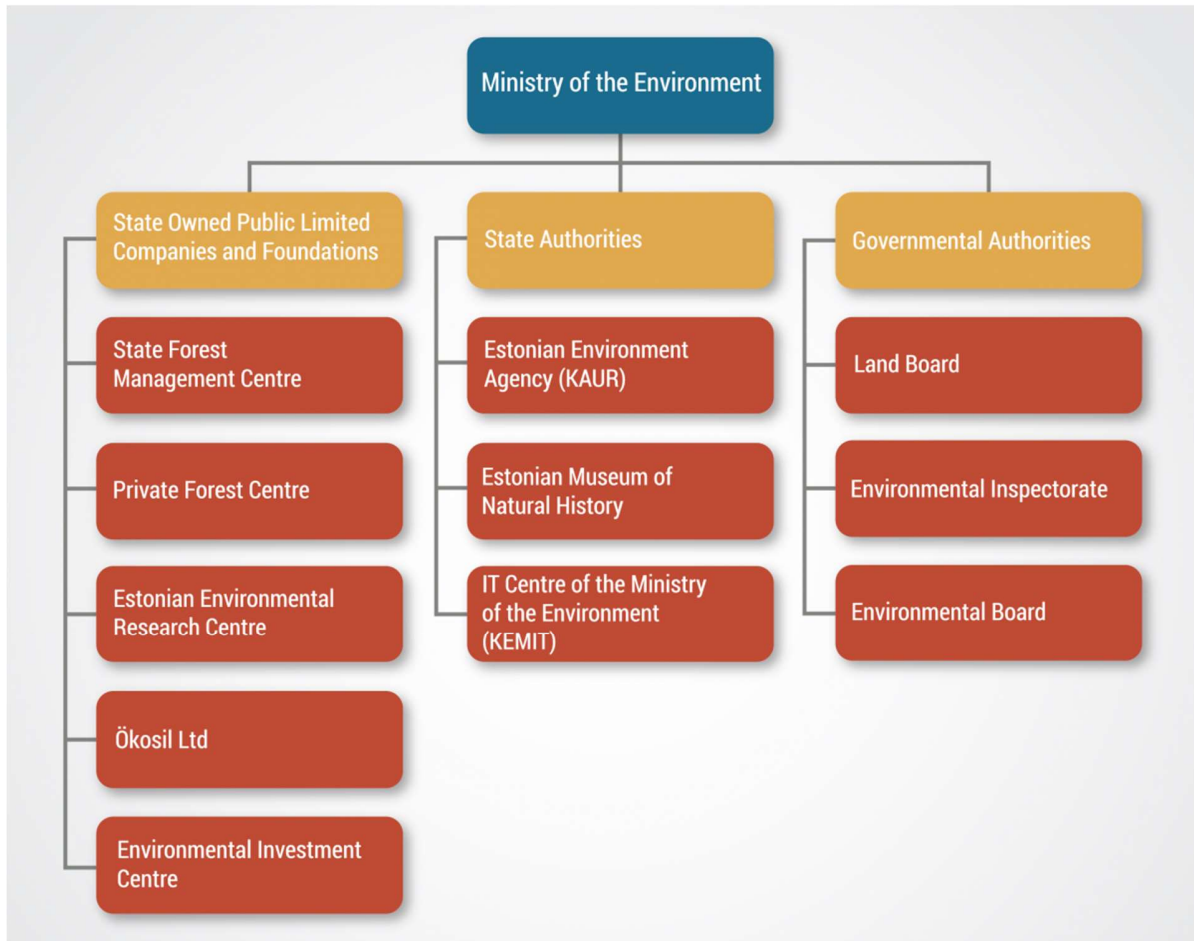 Ministry of the Environment
State Owned Public Limited
Companies and Foundations
State Forest
Management Centre
Private Forest Centre
Estonian Environmental
Research Centre
Ökosil Ltd
Environmental Investment
Centre
State Authorities
Estonian Environment
Agency (KAUR)
Estonian Museum of
Natural History
IT Centre of the Ministry
of the Environment
(KEMIT)
Governmental Authorities
Land Board
Environmental Inspectorate
Environmental Board